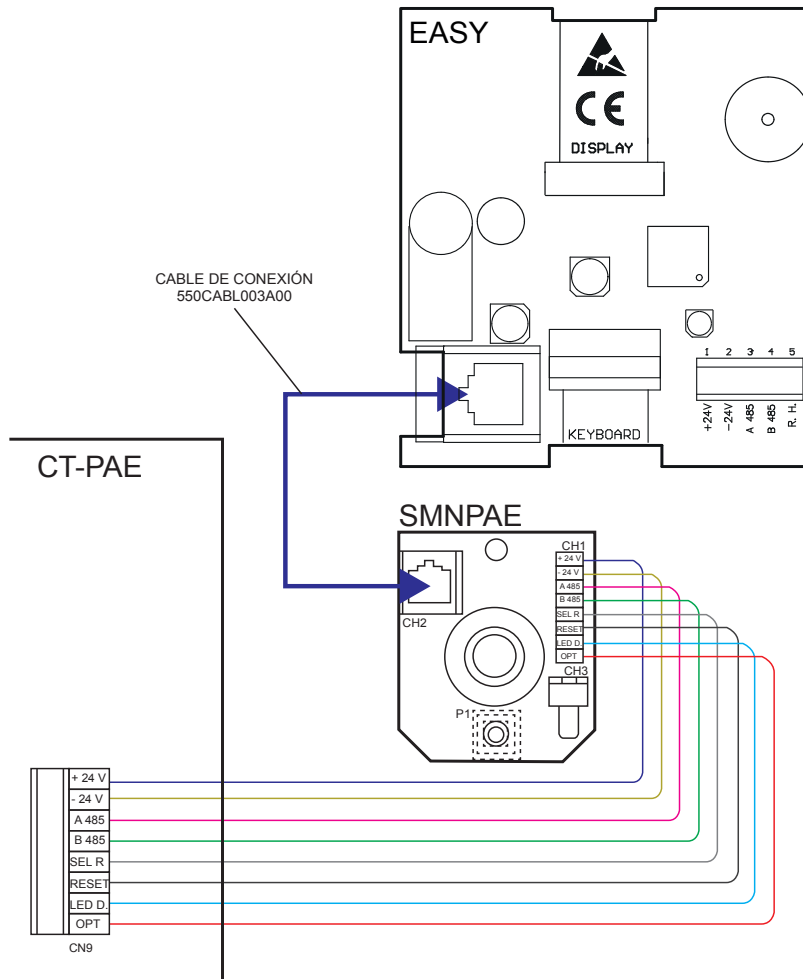 EASY
CE
DISPLAY
CABLE DE CONEXIÓN
550CABL003A00
1 2 3 4 5
+24V
-24V
A 485
B 485
R. H.
KEYBOARD
CT-PAE
SMNPAE
CH1
+ 24 V
- 24 V
A 485
B 485
SEL R
RESET
LED D.
OPT
CH2
CH3
P1
+ 24 V
- 24 V
A 485
B 485
SEL R
RESET
LED D.
OPT
CN9